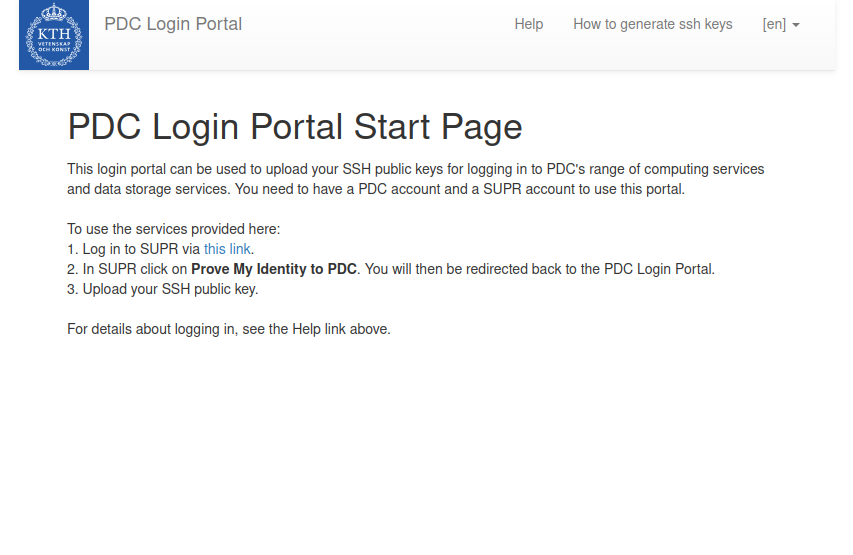 KTH
VETENSKAP
OCH KONST
PDC Login Portal
Help
How to generate ssh keys
[en]
PDC Login Portal Start Page
This login portal can be used to upload your SSH public keys for logging in to PDC's range of computing services
and data storage services. You need to have a PDC account and a SUPR account to use this portal.
To use the services provided here:
1. Log in to SUPR via this link.
2. In SUPR click on Prove My Identity to PDC. You will then be redirected back to the PDC Login Portal.
3. Upload your SSH public key.
For details about logging in, see the Help link above.